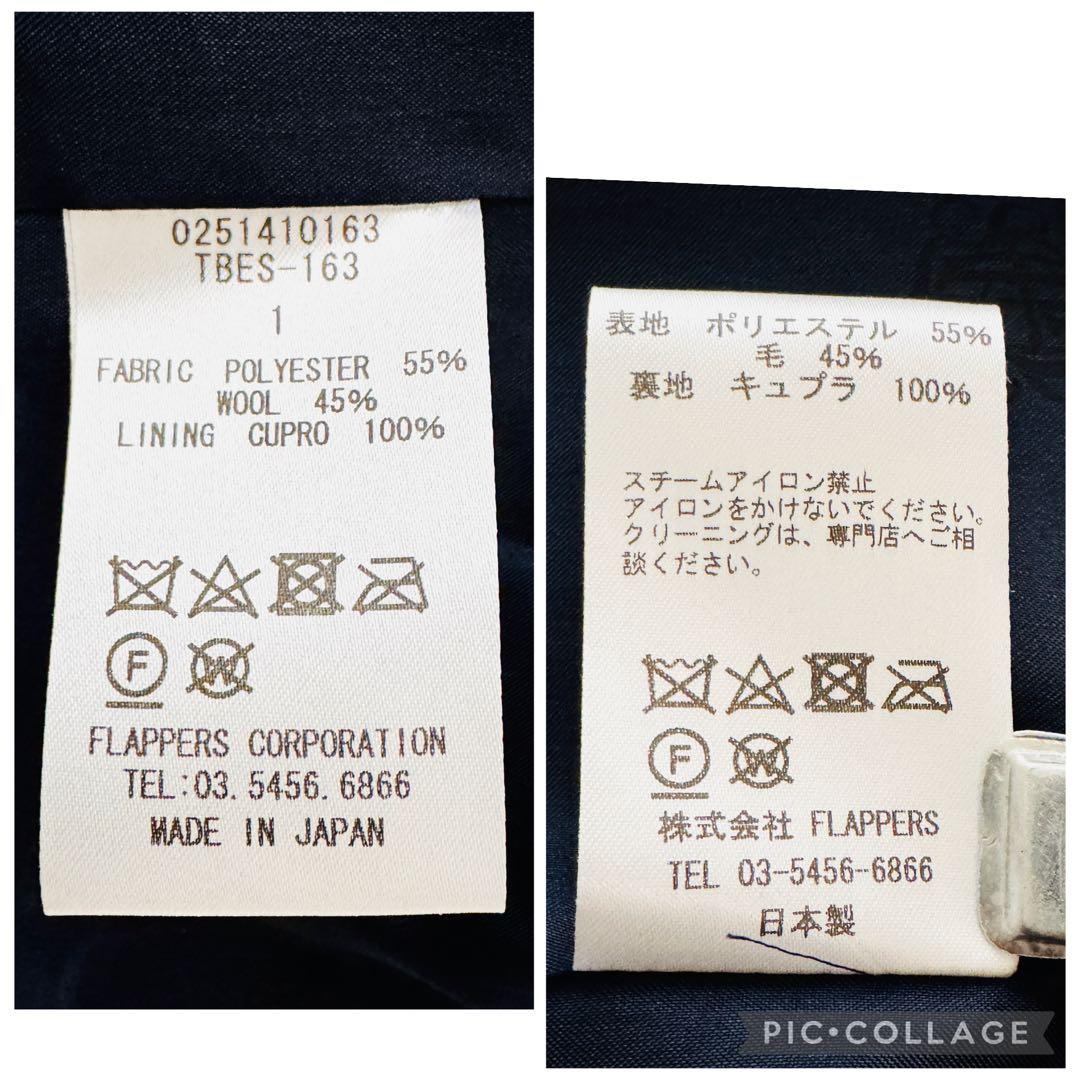 0251410163
TBES-163
1
FABRIC POLYESTER 55%
WOOL 45%
LINING CUPRO 100%
F
W
FLAPPERS CORPORATION
TEL:03.5456.6866
MADE IN JAPAN
表地 ポリエステル 55%
毛 45%
裏地 キュプラ 100%
スチームアイロン禁止
アイロンをかけないでください。
クリーニングは、専門店へご相
談ください。
F
W
株式会社 FLAPPERS
TEL 03-5456-6866
日本製
PIC•COLLAGE